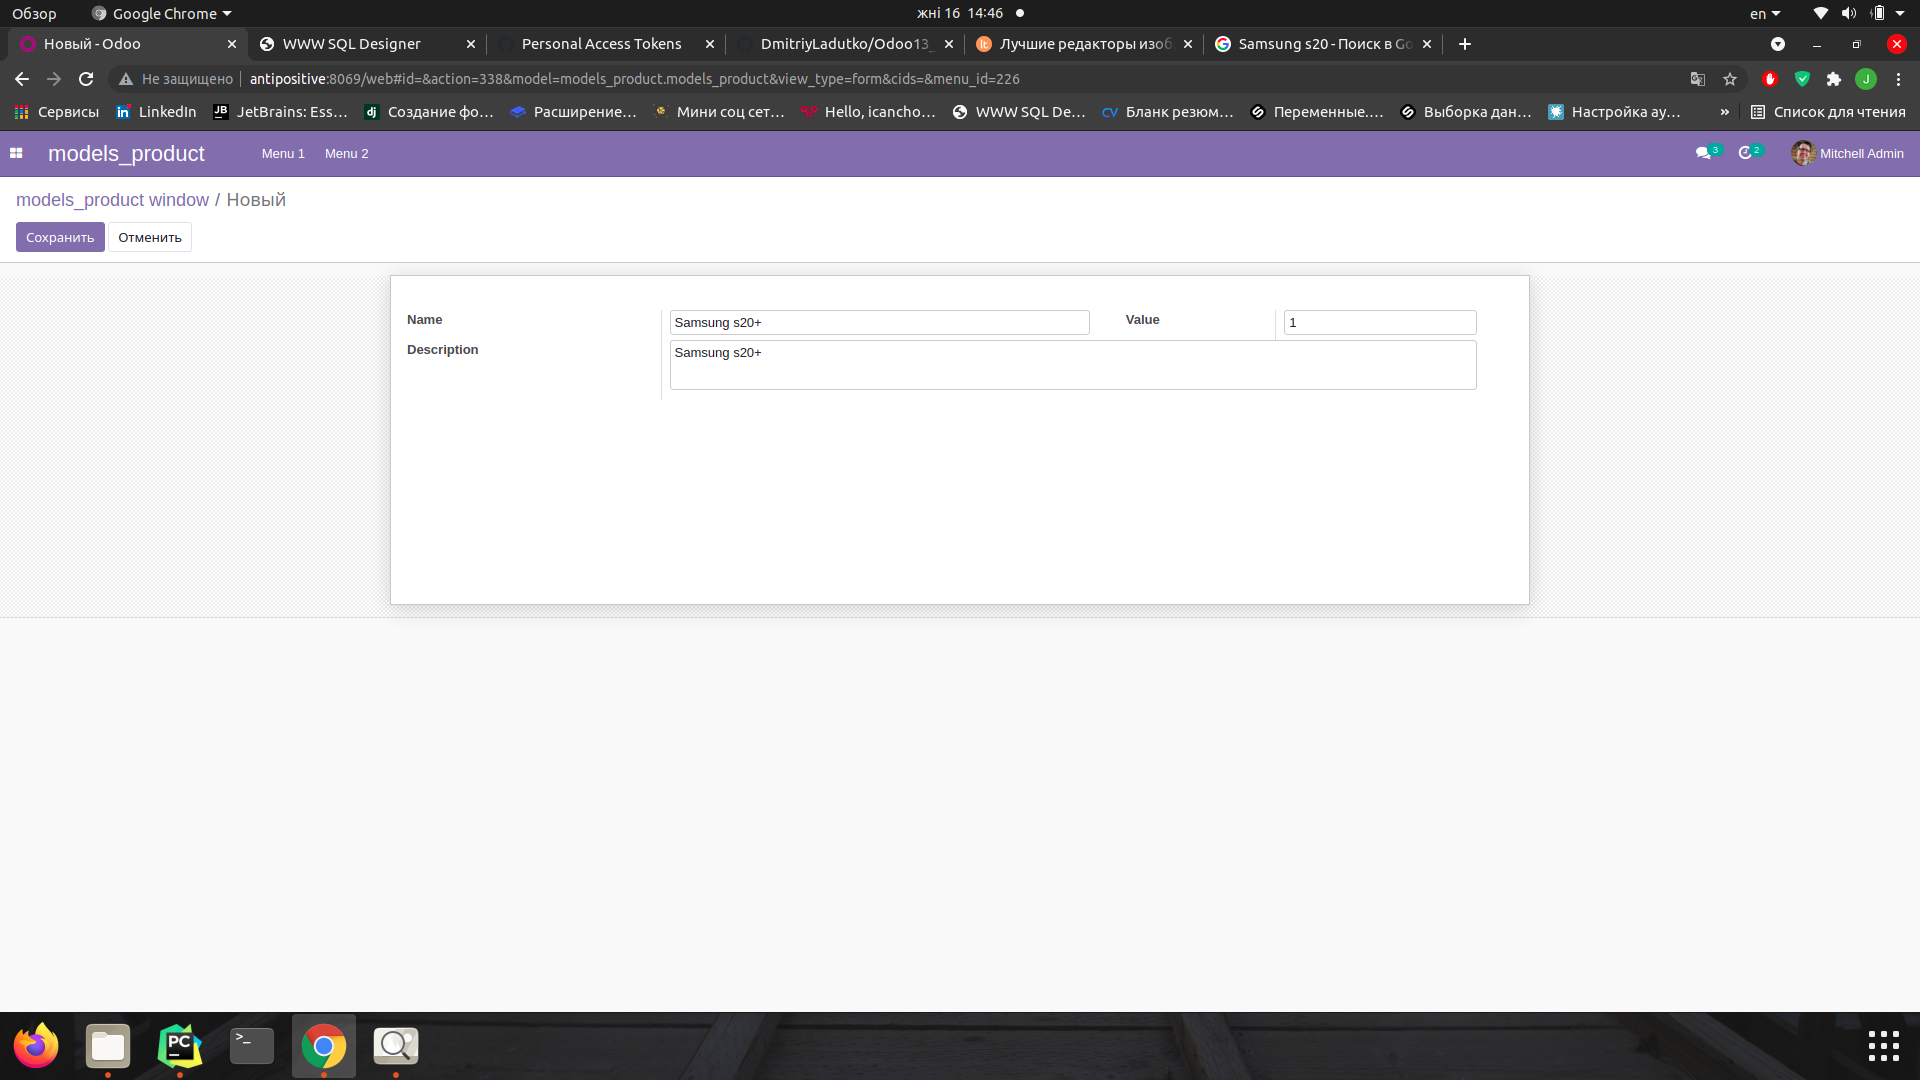 Обзор Google Chrome жні 16 14:46 en
Новый - Odoo WWW SQL Designer Personal Access Tokens DmitriyLadutko/Odoo13_ Лучшие редакторы изоб Samsung s20 - Поиск в Go
Не защищено antipositive:8069/web#id=&action=338&model=models_product.models_product&view_type=form&cids=&menu_id=226 J
Сервисы LinkedIn JetBrains: Ess… Создание фо… Расширение… Мини соц сет… Hello, icancho… WWW SQL De… CV Бланк резюм… Переменные.… Выборка дан… Настройка ау… » Список для чтения
models_product Menu 1 Menu 2 3 2 Mitchell Admin
models_product window / Новый
Сохранить Отменить
Name Samsung s20+ Value 1
Description Samsung s20+
PC